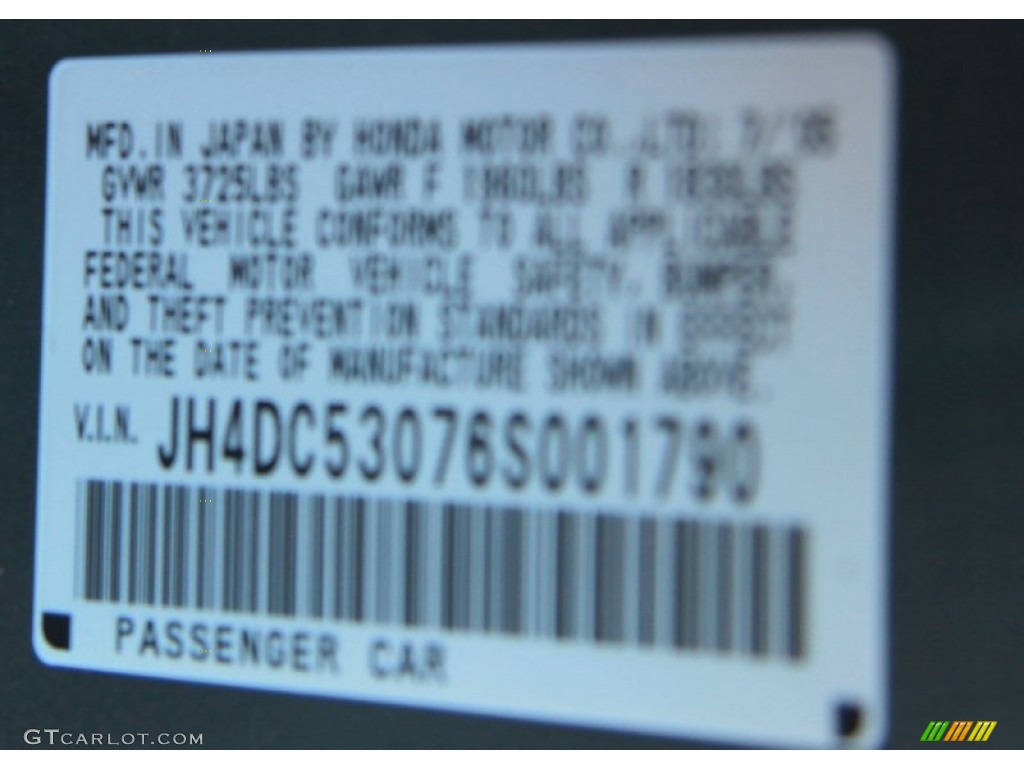 MFD. IN JAPAN BY HONDA MOTOR CO.,LTD.
GVWR 3725LBS GAWR F R
THIS VEHICLE CONFORMS TO ALL APPLICABLE
FEDERAL MOTOR VEHICLE SAFETY, BUMPER,
AND THEFT PREVENTION STANDARDS IN EFFECT
ON THE DATE OF MANUFACTURE SHOWN ABOVE.
V.I.N. JH4DC53076S001790
PASSENGER CAR
GTCARLOT.COM